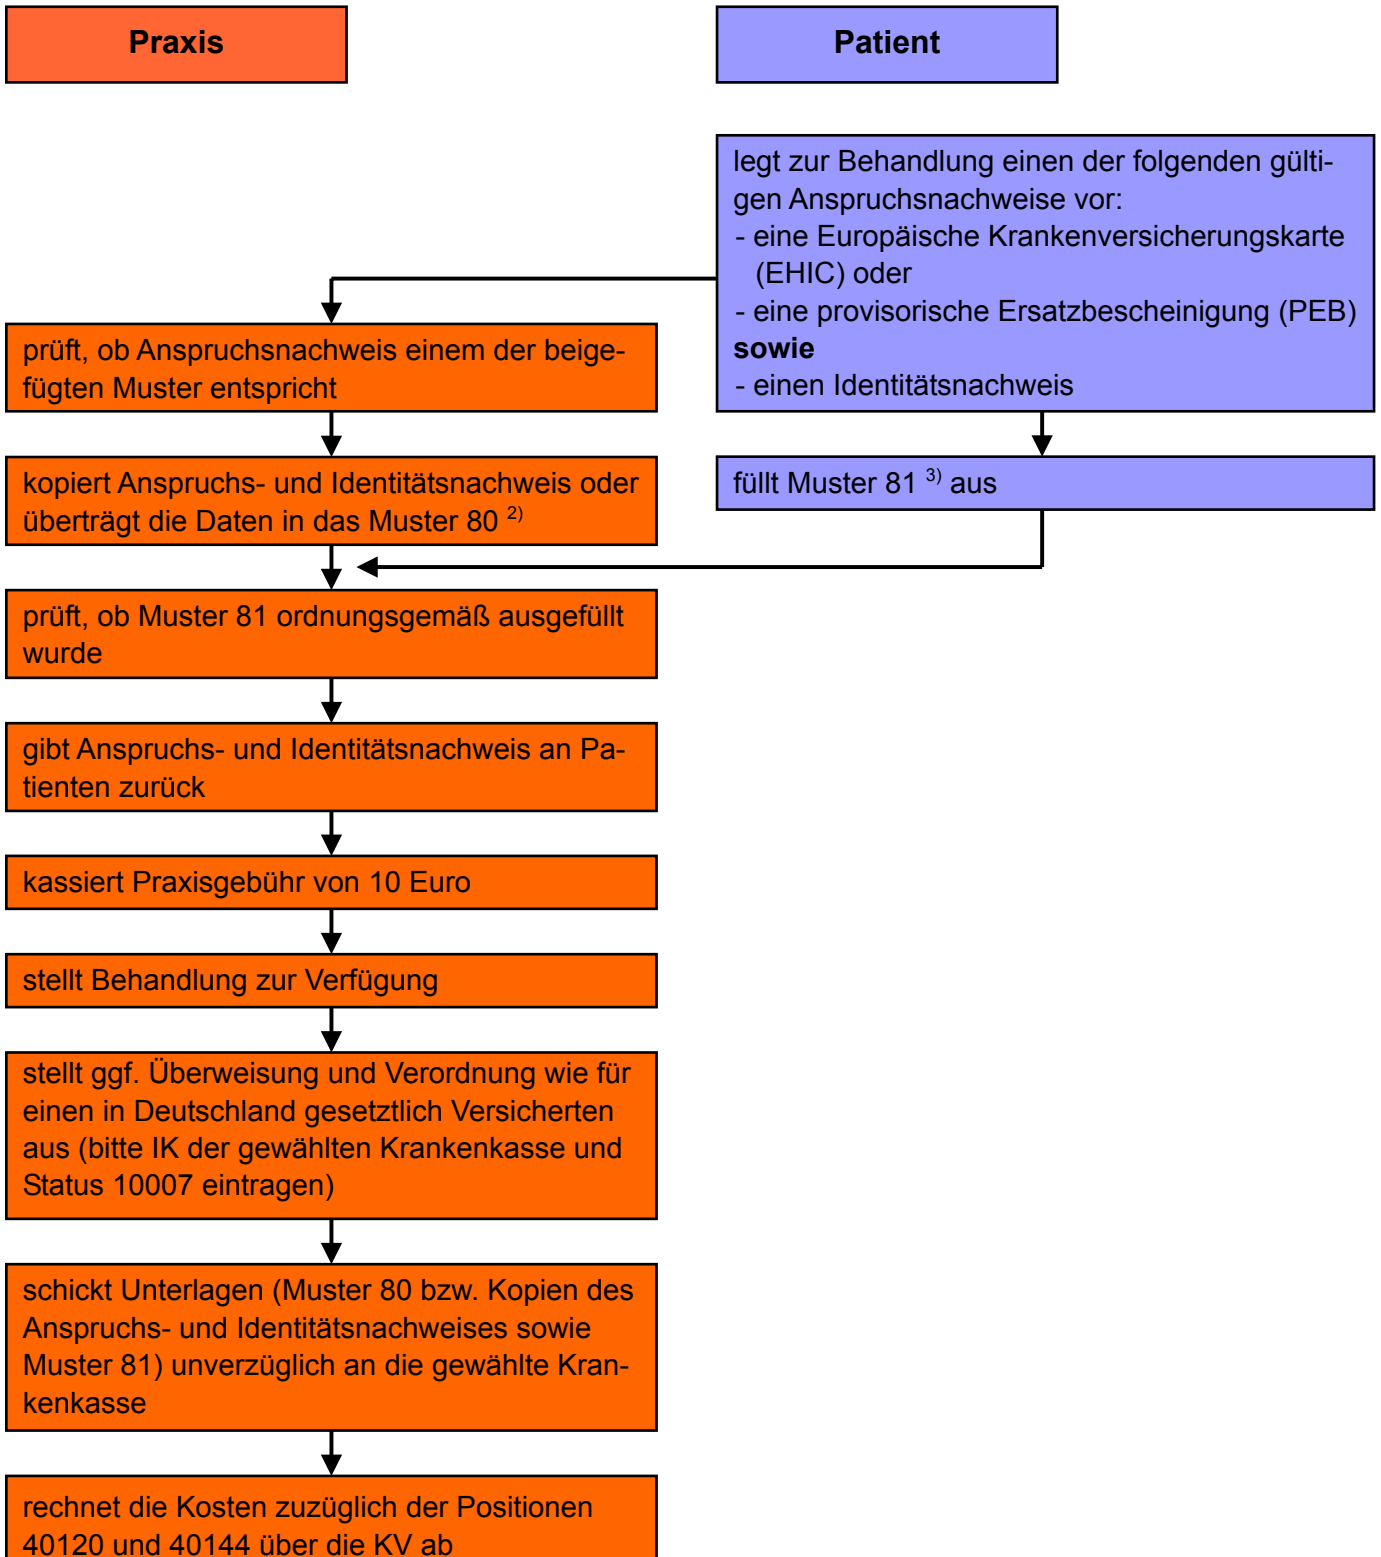 Praxis
Patient
legt zur Behandlung einen der folgenden gülti-
gen Anspruchsnachweise vor:
- eine Europäische Krankenversicherungskarte
(EHIC) oder
- eine provisorische Ersatzbescheinigung (PEB)
sowie
- einen Identitätsnachweis
prüft, ob Anspruchsnachweis einem der beige-
fügten Muster entspricht
kopiert Anspruchs- und Identitätsnachweis oder
überträgt die Daten in das Muster 80 2)
füllt Muster 81 3) aus
prüft, ob Muster 81 ordnungsgemäß ausgefüllt
wurde
gibt Anspruchs- und Identitätsnachweis an Pa-
tienten zurück
kassiert Praxisgebühr von 10 Euro
stellt Behandlung zur Verfügung
stellt ggf. Überweisung und Verordnung wie für
einen in Deutschland gesetztlich Versicherten
aus (bitte IK der gewählten Krankenkasse und
Status 10007 eintragen)
schickt Unterlagen (Muster 80 bzw. Kopien des
Anspruchs- und Identitätsnachweises sowie
Muster 81) unverzüglich an die gewählte Kran-
kenkasse
rechnet die Kosten zuzüglich der Positionen
40120 und 40144 über die KV ab